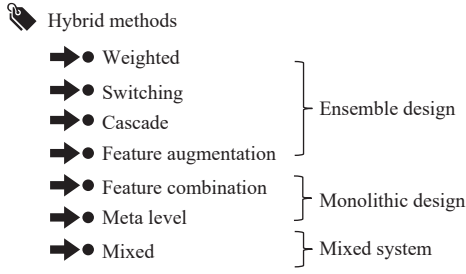 Hybrid methods
Weighted
Switching
Cascade
Feature augmentation
Ensemble design
Feature combination
Meta level
Monolithic design
Mixed
Mixed system